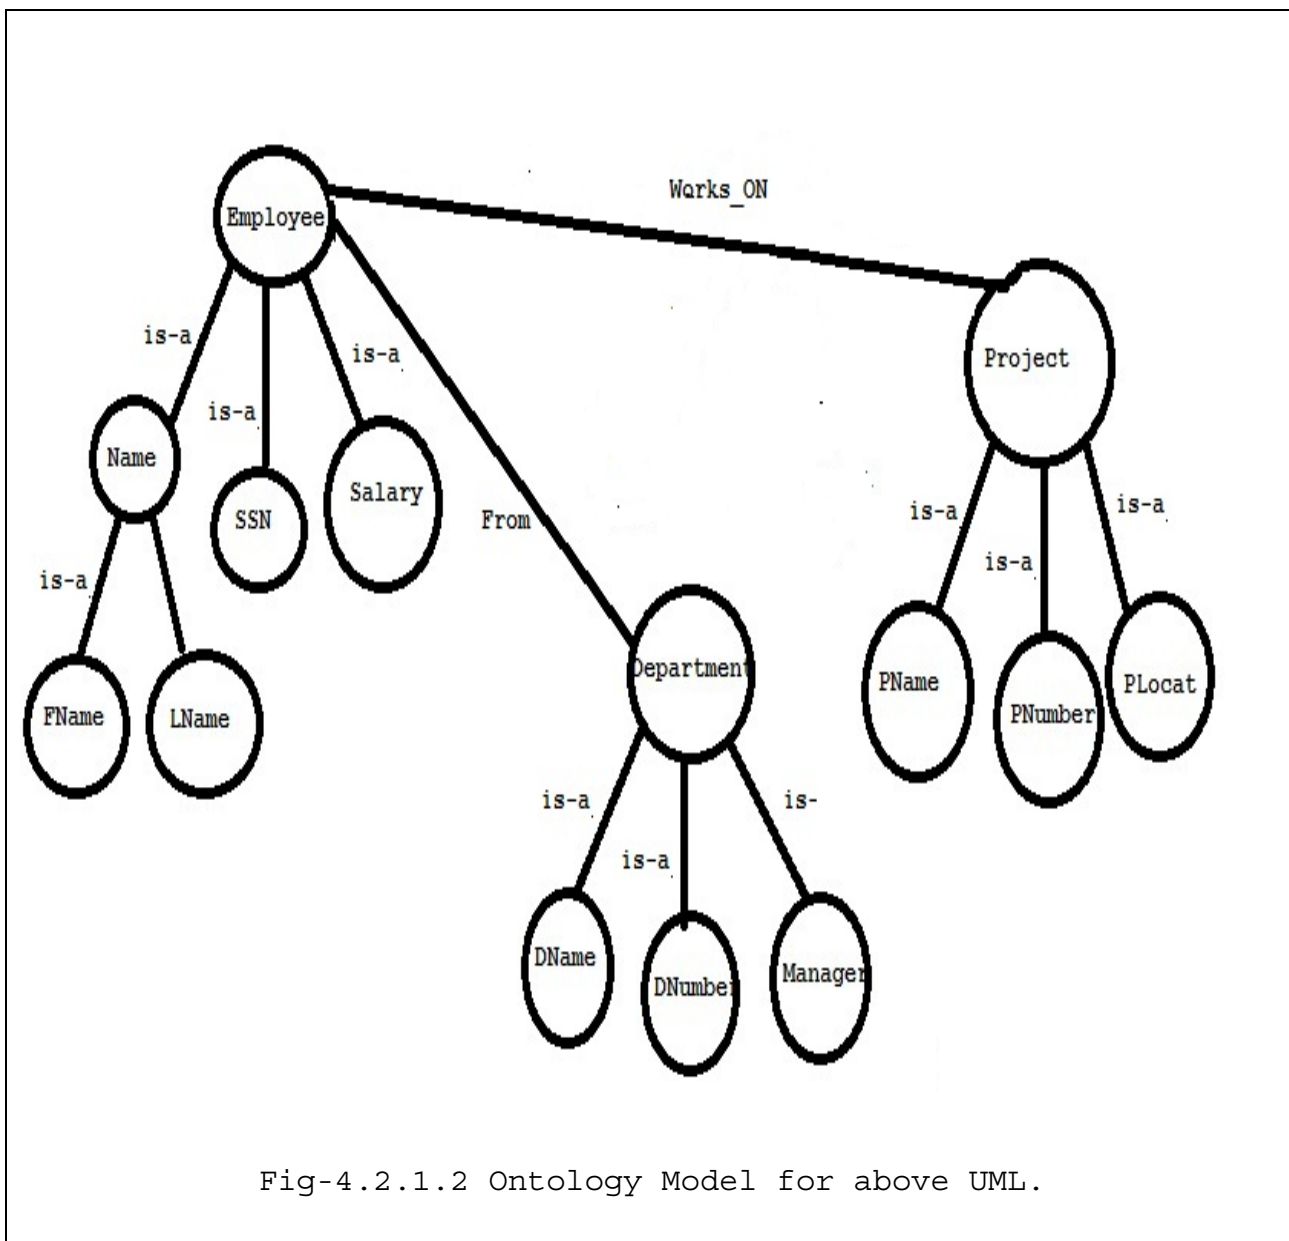 Works_ON
Employee
is-a
is-a
Project
is-a
Name
SSN
Salary
From
is-a
is-a
is-a
is-a
Department
PName
PNumber
PLocat
FName
LName
is-a
is-
is-a
DName
DNumber
Manager
Fig-4.2.1.2 Ontology Model for above UML.